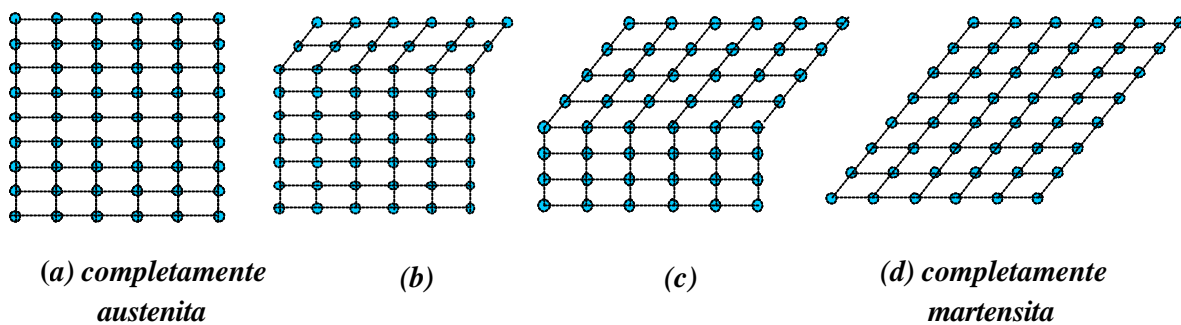 (a) completamente
austenita
(b)
(c)
(d) completamente
martensita